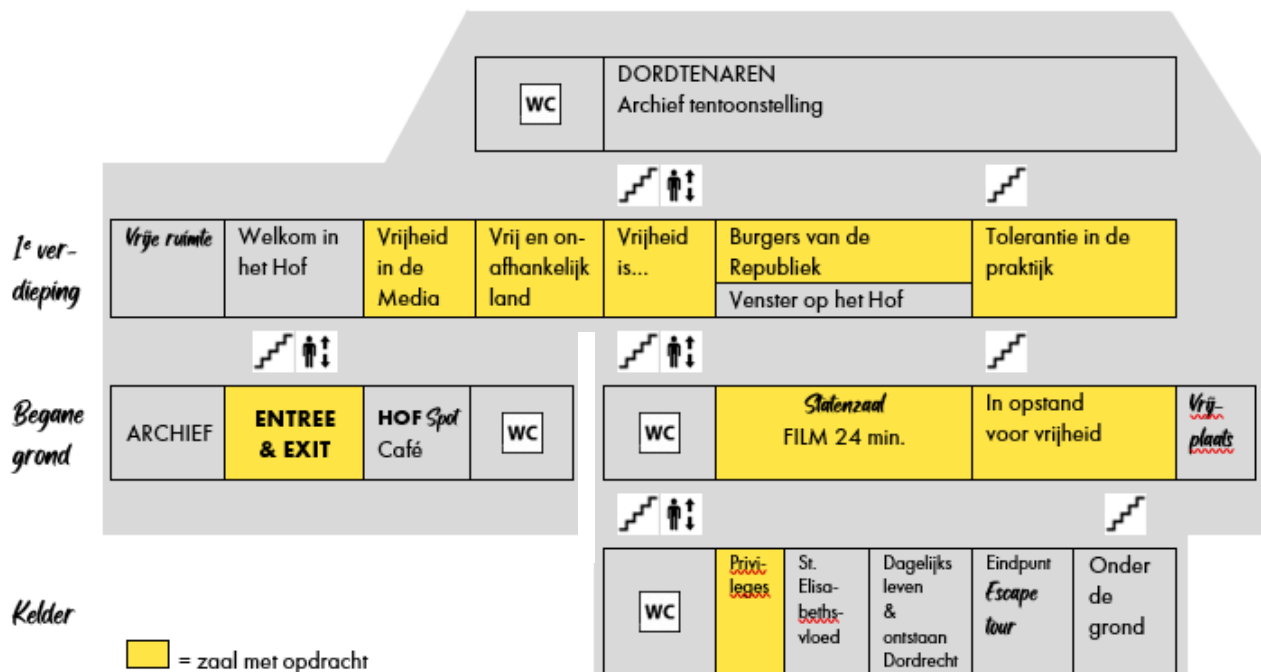 WC
DORDTENAREN
Archief tentoonstelling
1e ver-
dieping
Vrije ruimte
Welkom in
het Hof
Vrijheid
in de
Media
Vrij en on-
afhankelijk
land
Vrijheid
is...
Burgers van de
Republiek
Venster op het Hof
Tolerantie in de
praktijk
Begane
grond
ARCHIEF
ENTREE
& EXIT
HOF Spot
Café
WC
WC
Statenzaal
FILM 24 min.
In opstand
voor vrijheid
Vrij-
plaats
Kelder
WC
Privi-
leges
St.
Elisa-
beths-
vloed
Dagelijks
leven
&
ontstaan
Dordrecht
Eindpunt
Escape
tour
Onder
de
grond
= zaal met opdracht